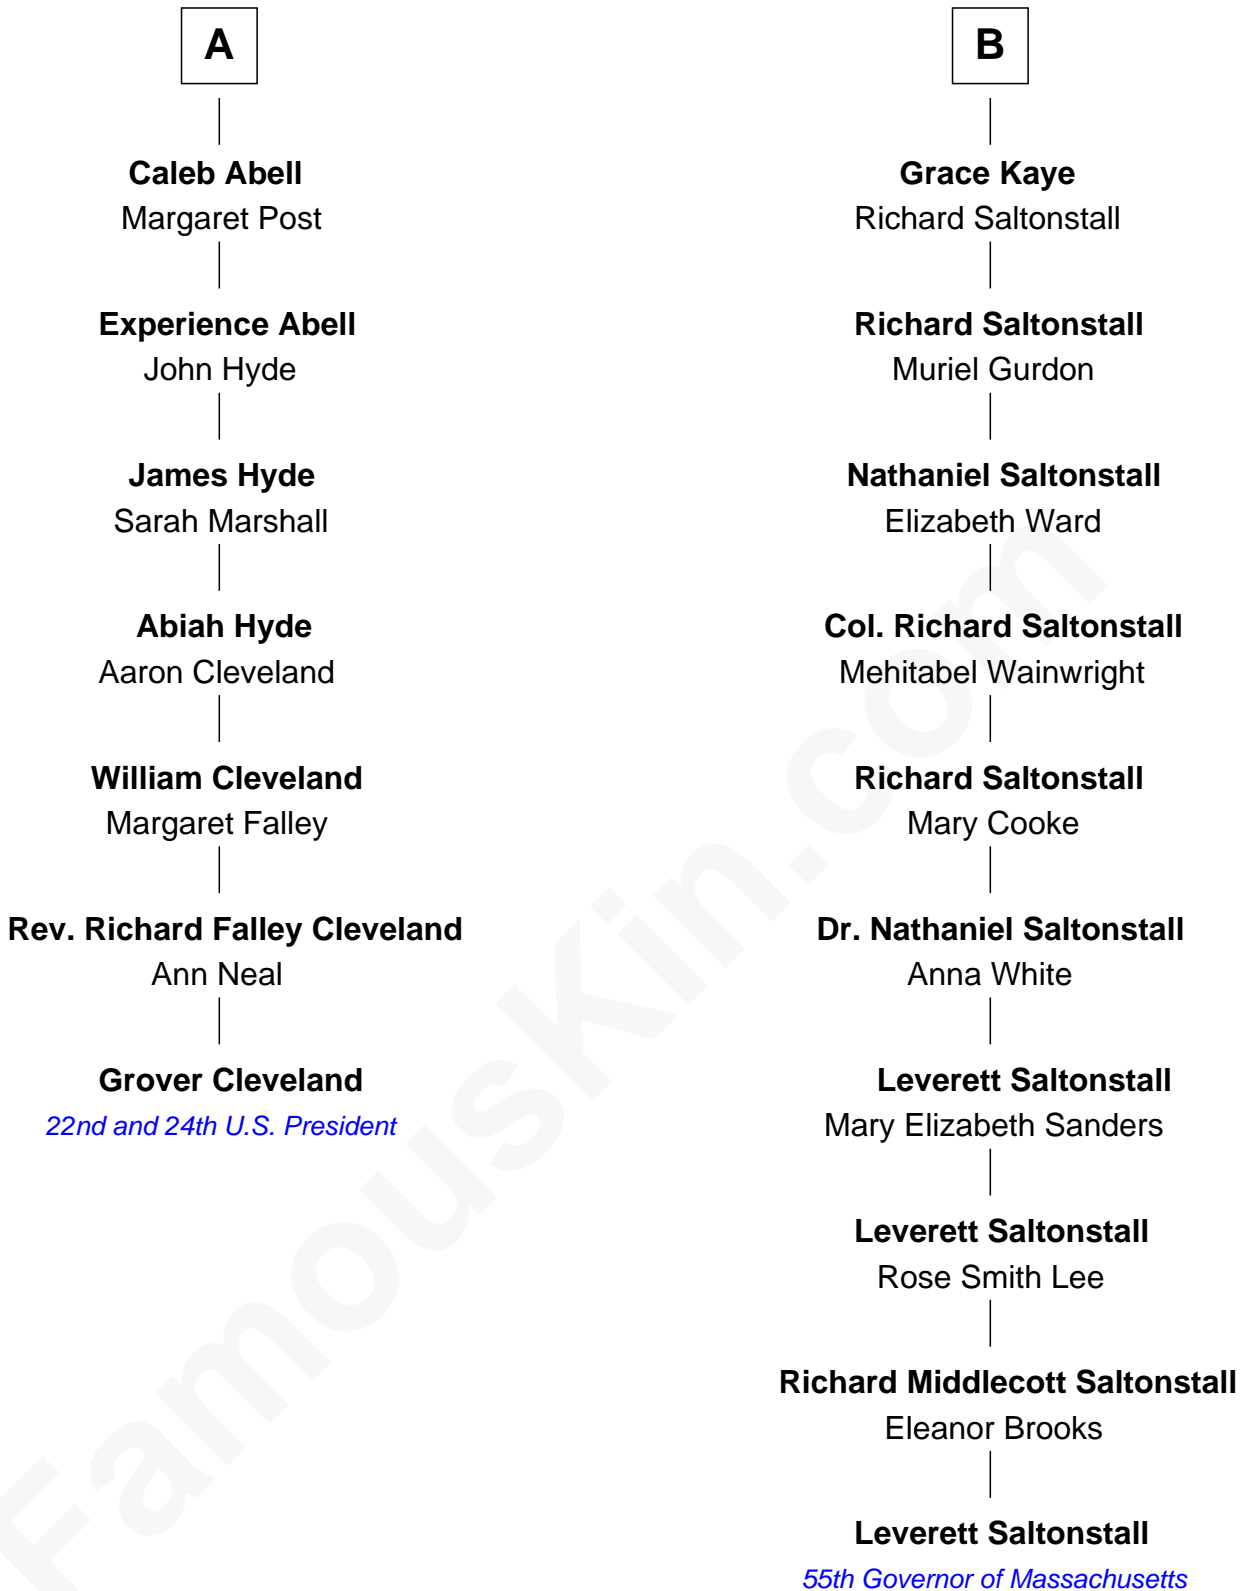 A
Caleb Abell
Margaret Post
Experience Abell
John Hyde
James Hyde
Sarah Marshall
Abiah Hyde
Aaron Cleveland
William Cleveland
Margaret Falley
Rev. Richard Falley Cleveland
Ann Neal
Grover Cleveland
22nd and 24th U.S. President
B
Grace Kaye
Richard Saltonstall
Richard Saltonstall
Muriel Gurdon
Nathaniel Saltonstall
Elizabeth Ward
Col. Richard Saltonstall
Mehitabel Wainwright
Richard Saltonstall
Mary Cooke
Dr. Nathaniel Saltonstall
Anna White
Leverett Saltonstall
Mary Elizabeth Sanders
Leverett Saltonstall
Rose Smith Lee
Richard Middlecott Saltonstall
Eleanor Brooks
Leverett Saltonstall
55th Governor of Massachusetts
FamousKin.com